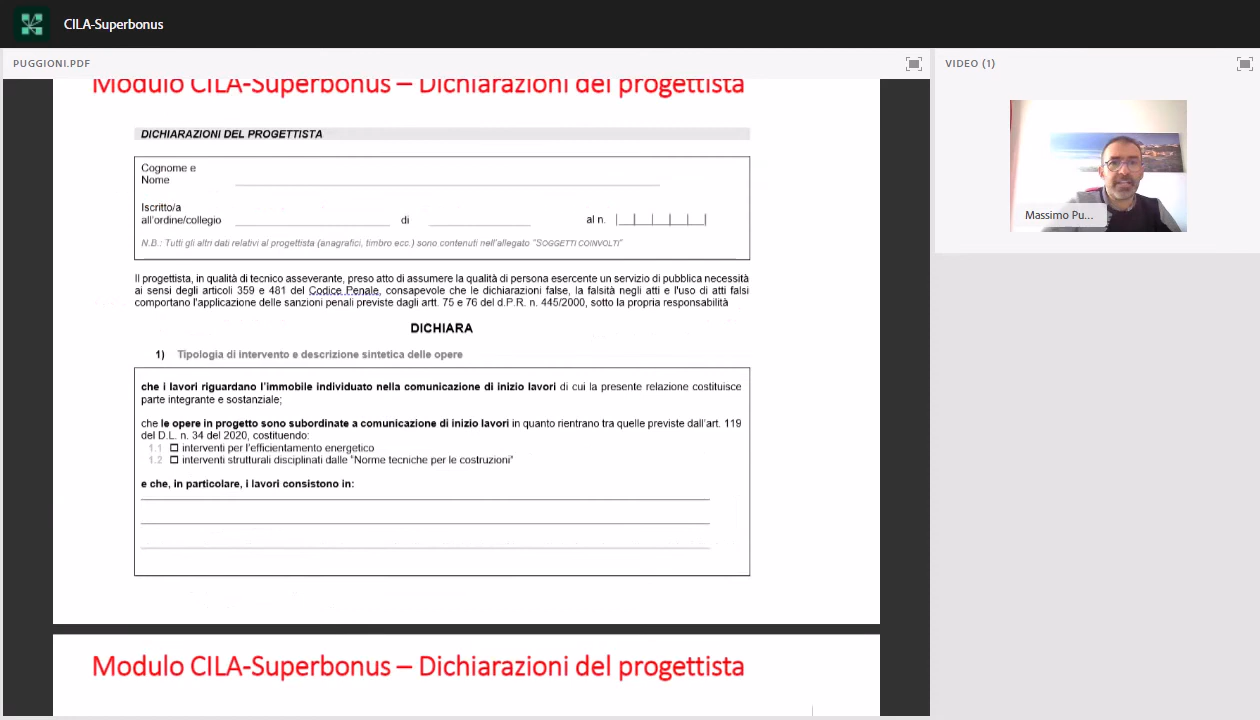 CILA-Superbonus
PUGGIONI.PDF
VIDEO (1)
Modulo CILA-Superbonus – Dichiarazioni del progettista
DICHIARAZIONI DEL PROGETTISTA
Cognome e
Nome
Iscritto/a
all'ordine/collegio di al n.
N.B.: Tutti gli altri dati relativi al progettista (anagrafici, timbro ecc.) sono contenuti nell'allegato "SOGGETTI COINVOLTI"
Il progettista, in qualità di tecnico asseverante, preso atto di assumere la qualità di persona esercente un servizio di pubblica necessità
ai sensi degli articoli 359 e 481 del Codice Penale, consapevole che le dichiarazioni false, la falsità negli atti e l'uso di atti falsi
comportano l'applicazione delle sanzioni penali previste dagli artt. 75 e 76 del d.P.R. n. 445/2000, sotto la propria responsabilità
DICHIARA
1) Tipologia di intervento e descrizione sintetica delle opere
che i lavori riguardano l'immobile individuato nella comunicazione di inizio lavori di cui la presente relazione costituisce
parte integrante e sostanziale;
che le opere in progetto sono subordinate a comunicazione di inizio lavori in quanto rientrano tra quelle previste dall'art. 119
del D.L. n. 34 del 2020, costituendo:
1.1 ☐ interventi per l'efficientamento energetico
1.2 ☐ interventi strutturali disciplinati dalle "Norme tecniche per le costruzioni"
e che, in particolare, i lavori consistono in:
Modulo CILA-Superbonus – Dichiarazioni del progettista
Massimo Pu...